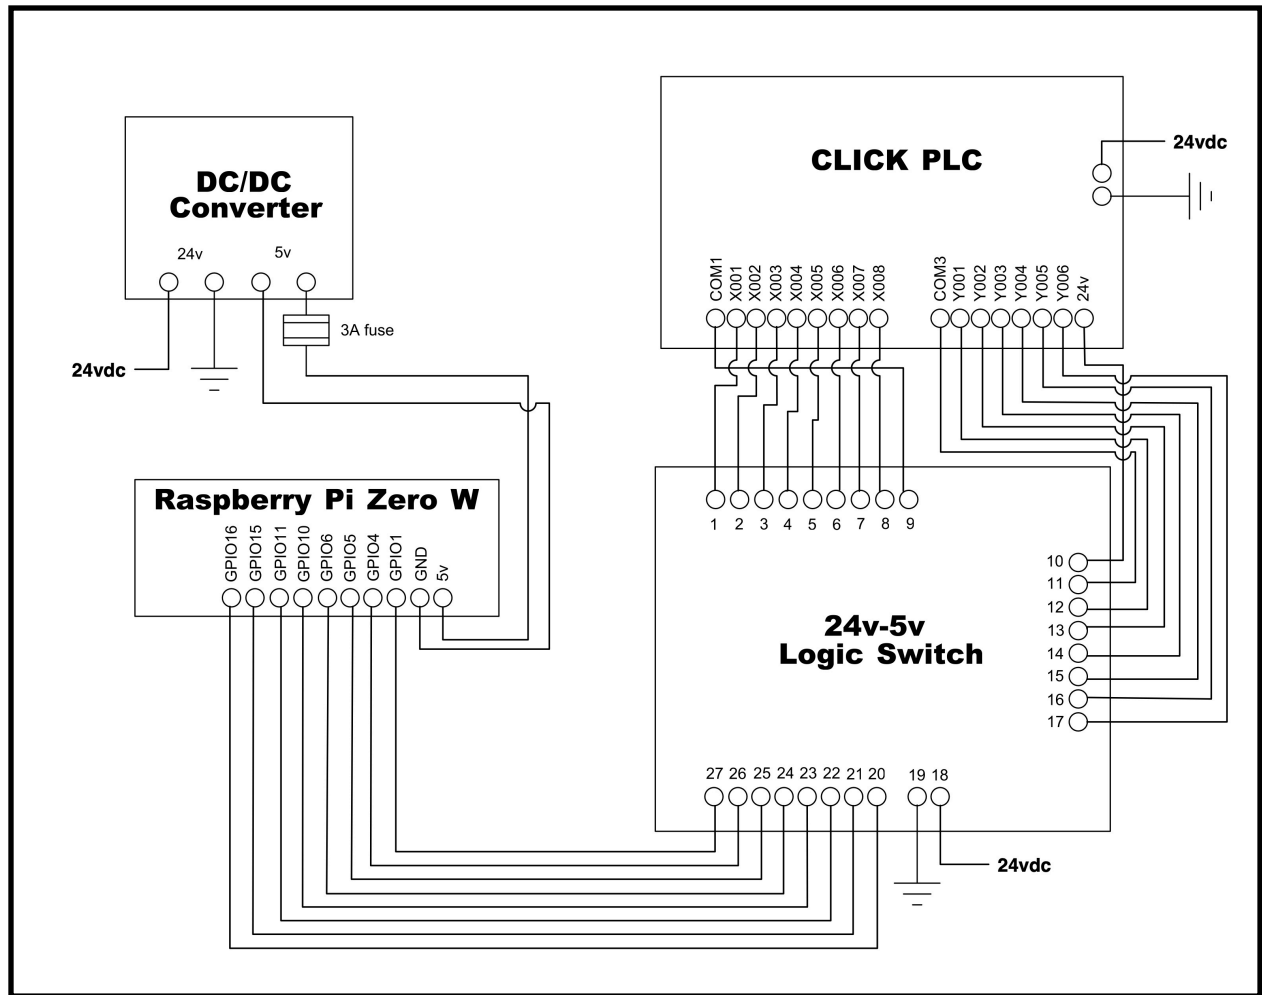 CLICK PLC
24vdc
DC/DC
Converter
24v
5v
3A fuse
24vdc
COM1
X001
X002
X003
X004
X005
X006
X007
X008
COM3
Y001
Y002
Y003
Y004
Y005
Y006
24v
Raspberry Pi Zero W
GPIO16
GPIO15
GPIO11
GPIO10
GPIO6
GPIO5
GPIO4
GPIO1
GND
5v
1 2 3 4 5 6 7 8 9
10
11
12
13
14
15
16
17
24v-5v
Logic Switch
27 26 25 24 23 22 21 20 19 18
24vdc